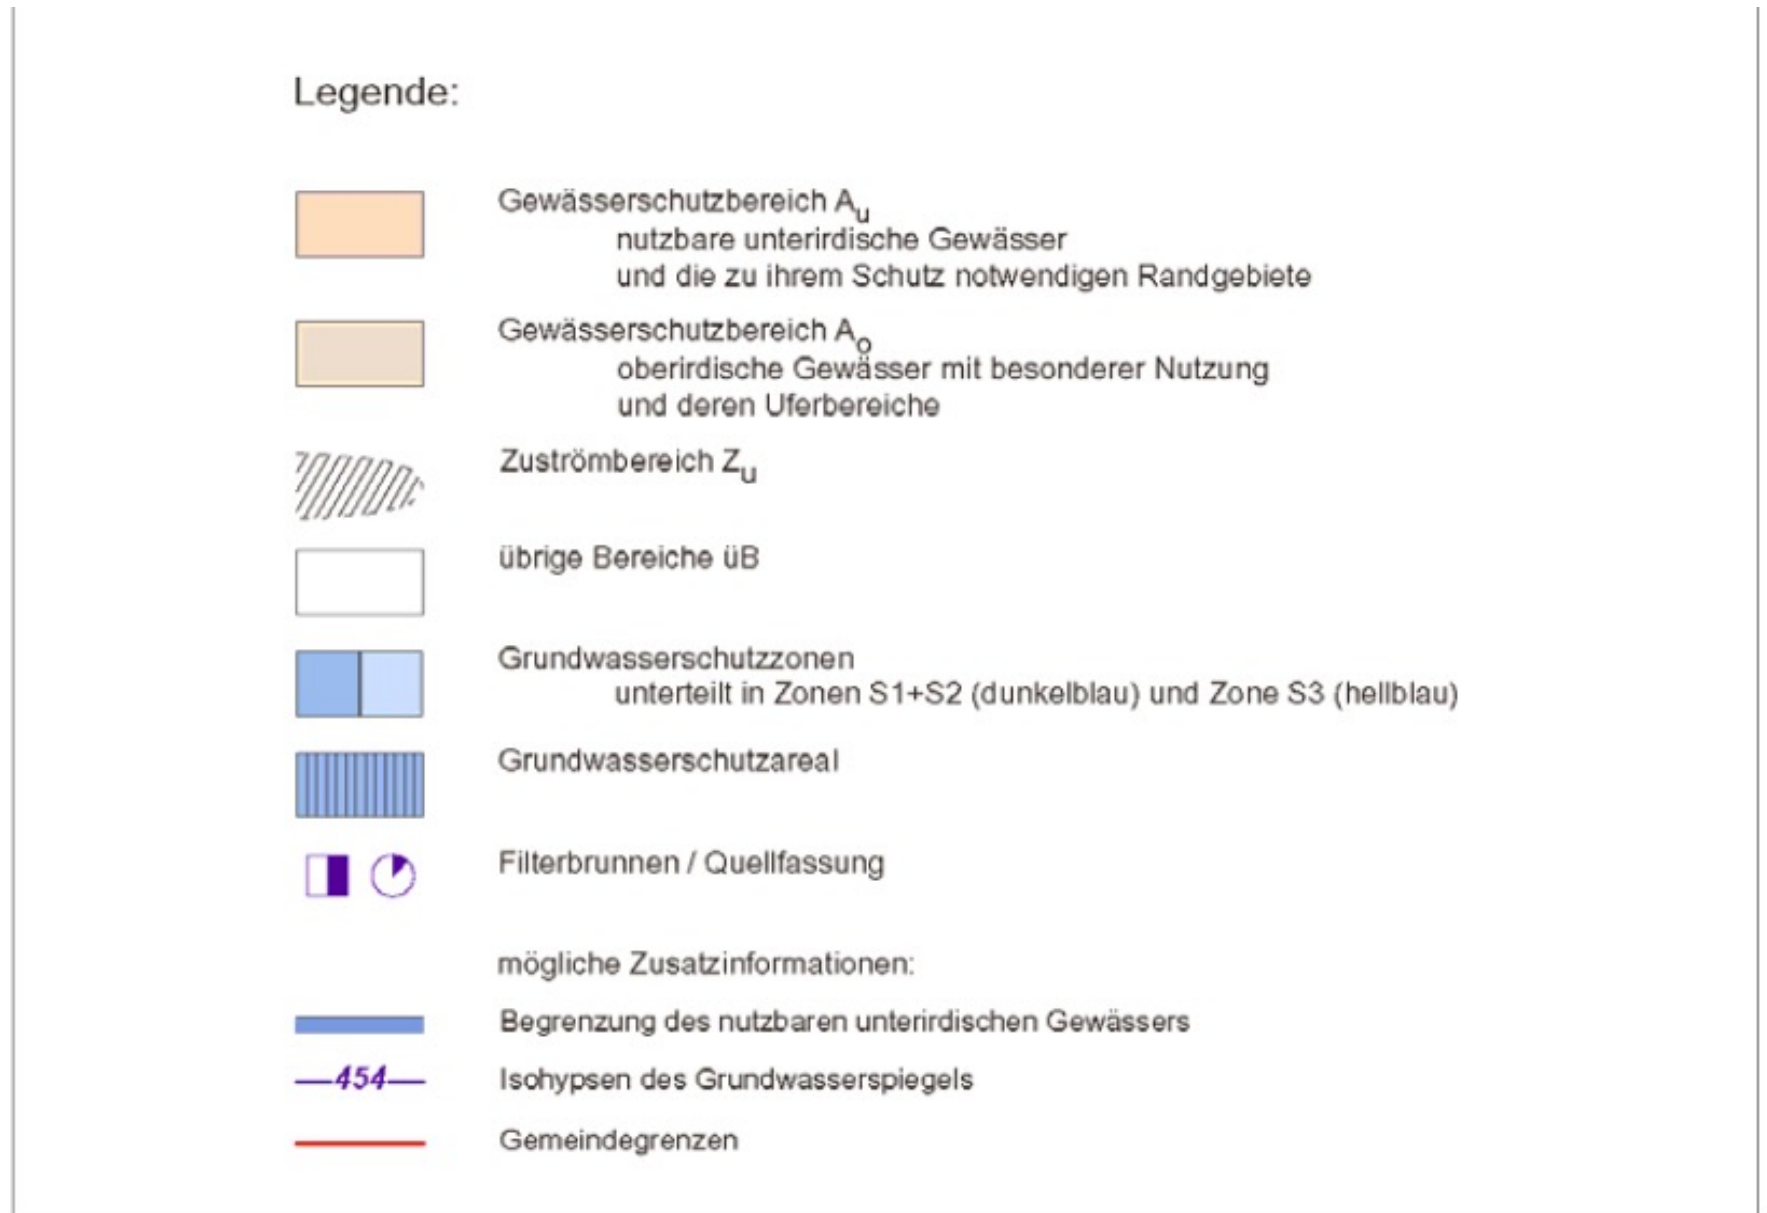 Legende:
Gewässerschutzbereich Au
nutzbare unterirdische Gewässer
und die zu ihrem Schutz notwendigen Randgebiete
Gewässerschutzbereich Ao
oberirdische Gewässer mit besonderer Nutzung
und deren Uferbereiche
Zuströmbereich Zu
übrige Bereiche üB
Grundwasserschutzzonen
unterteilt in Zonen S1+S2 (dunkelblau) und Zone S3 (hellblau)
Grundwasserschutzareal
Filterbrunnen / Quellfassung
mögliche Zusatzinformationen:
Begrenzung des nutzbaren unterirdischen Gewässers
454 Isohypsen des Grundwasserspiegels
Gemeindegrenzen